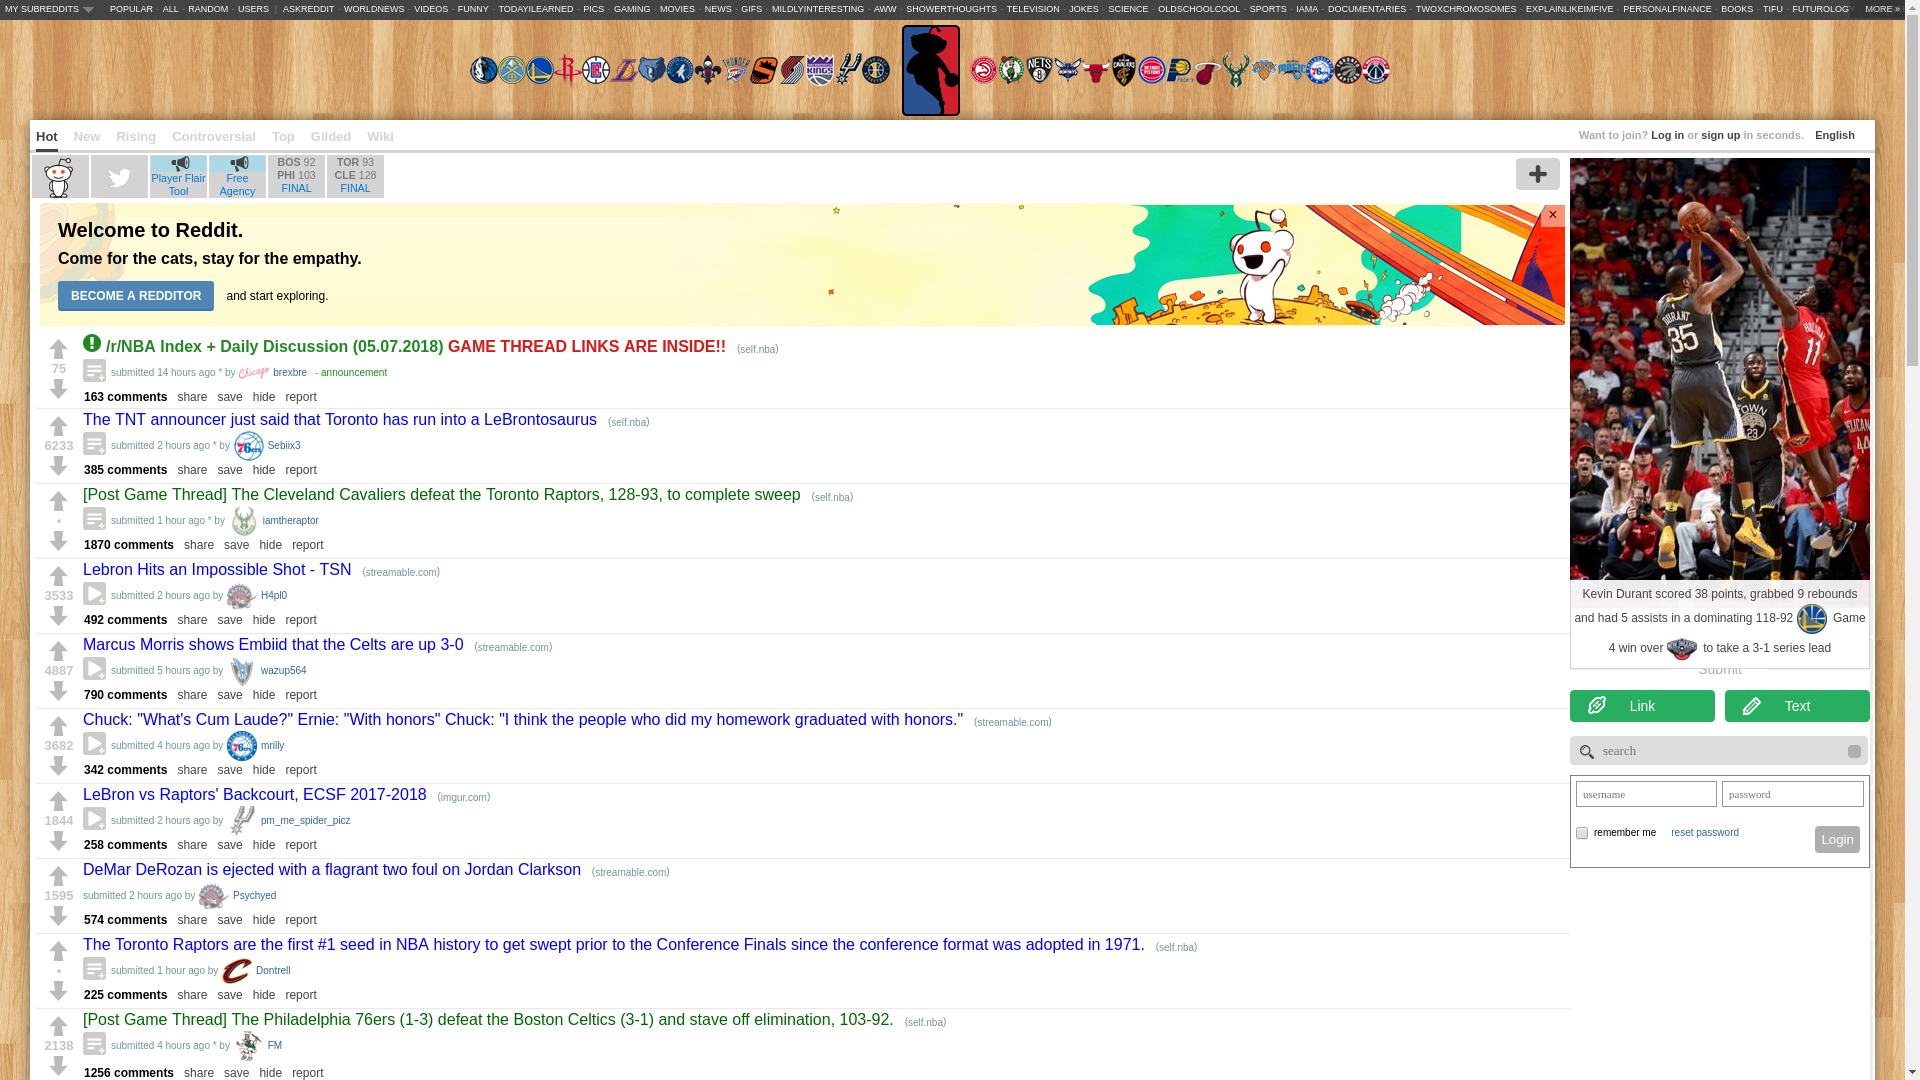 MY SUBREDDITS POPULAR - ALL - RANDOM - USERS | ASKREDDIT - WORLDNEWS - VIDEOS - FUNNY - TODAYILEARNED - PICS - GAMING - MOVIES - NEWS - GIFS - MILDLYINTERESTING - AWW - SHOWERTHOUGHTS - TELEVISION - JOKES - SCIENCE - OLDSCHOOLCOOL - SPORTS - IAMA - DOCUMENTARIES - TWOXCHROMOSOMES - EXPLAINLIKEIMFIVE - PERSONALFINANCE - BOOKS - TIFU - FUTUROLOGY MORE »
Hot New Rising Controversial Top Gilded Wiki
Want to join? Log in or sign up in seconds. English
Player Flair Tool
Free Agency
BOS 92
PHI 103
FINAL
TOR 93
CLE 128
FINAL
Welcome to Reddit.
Come for the cats, stay for the empathy.
BECOME A REDDITOR and start exploring.
×
/r/NBA Index + Daily Discussion (05.07.2018) GAME THREAD LINKS ARE INSIDE!! (self.nba)
75
submitted 14 hours ago * by brexbre - announcement
163 comments share save hide report
The TNT announcer just said that Toronto has run into a LeBrontosaurus (self.nba)
6233
submitted 2 hours ago * by Sebiix3
385 comments share save hide report
[Post Game Thread] The Cleveland Cavaliers defeat the Toronto Raptors, 128-93, to complete sweep (self.nba)
•
submitted 1 hour ago * by iamtheraptor
1870 comments share save hide report
Lebron Hits an Impossible Shot - TSN (streamable.com)
3533
submitted 2 hours ago by H4pl0
492 comments share save hide report
Marcus Morris shows Embiid that the Celts are up 3-0 (streamable.com)
4887
submitted 5 hours ago by wazup564
790 comments share save hide report
Chuck: "What's Cum Laude?" Ernie: "With honors" Chuck: "I think the people who did my homework graduated with honors." (streamable.com)
3682
submitted 4 hours ago by mrilly
342 comments share save hide report
LeBron vs Raptors' Backcourt, ECSF 2017-2018 (imgur.com)
1844
submitted 2 hours ago by pm_me_spider_picz
258 comments share save hide report
DeMar DeRozan is ejected with a flagrant two foul on Jordan Clarkson (streamable.com)
1595
submitted 2 hours ago by Psychyed
574 comments share save hide report
The Toronto Raptors are the first #1 seed in NBA history to get swept prior to the Conference Finals since the conference format was adopted in 1971. (self.nba)
•
submitted 1 hour ago by Dontrell
225 comments share save hide report
[Post Game Thread] The Philadelphia 76ers (1-3) defeat the Boston Celtics (3-1) and stave off elimination, 103-92. (self.nba)
2138
submitted 4 hours ago * by FM
1256 comments share save hide report
DURANT
35
11
23
Kevin Durant scored 38 points, grabbed 9 rebounds
and had 5 assists in a dominating 118-92 Game
4 win over to take a 3-1 series lead
Submit
Link Text
search
username password
remember me reset password
Login